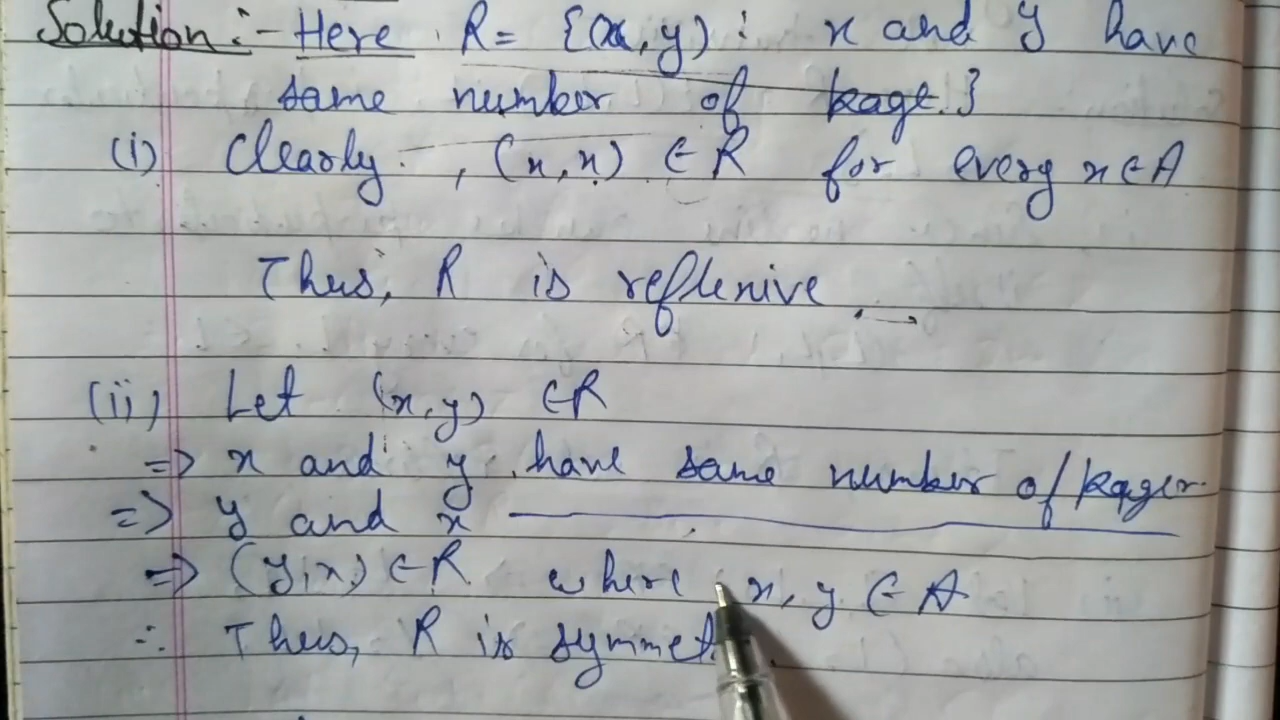 Solution :- Here R = {(x, y) : x and y have
same number of page.}
(i) Clearly , (x, x) ∈ R for every x ∈ A
Thus, R is reflexive
(ii) Let (x, y) ∈ R
=> x and y have same number of pages
=> y and x
=> (y, x) ∈ R where x, y ∈ A
∴ Thus, R is symmet